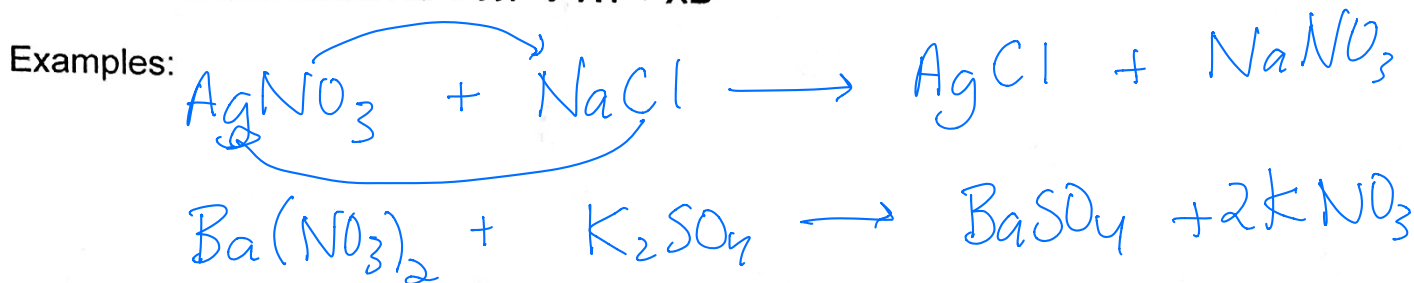 Examples:
AgNO₃ + NaCl ⟶ AgCl + NaNO₃
Ba(NO₃)₂ + K₂SO₄ ⟶ BaSO₄ + 2KNO₃